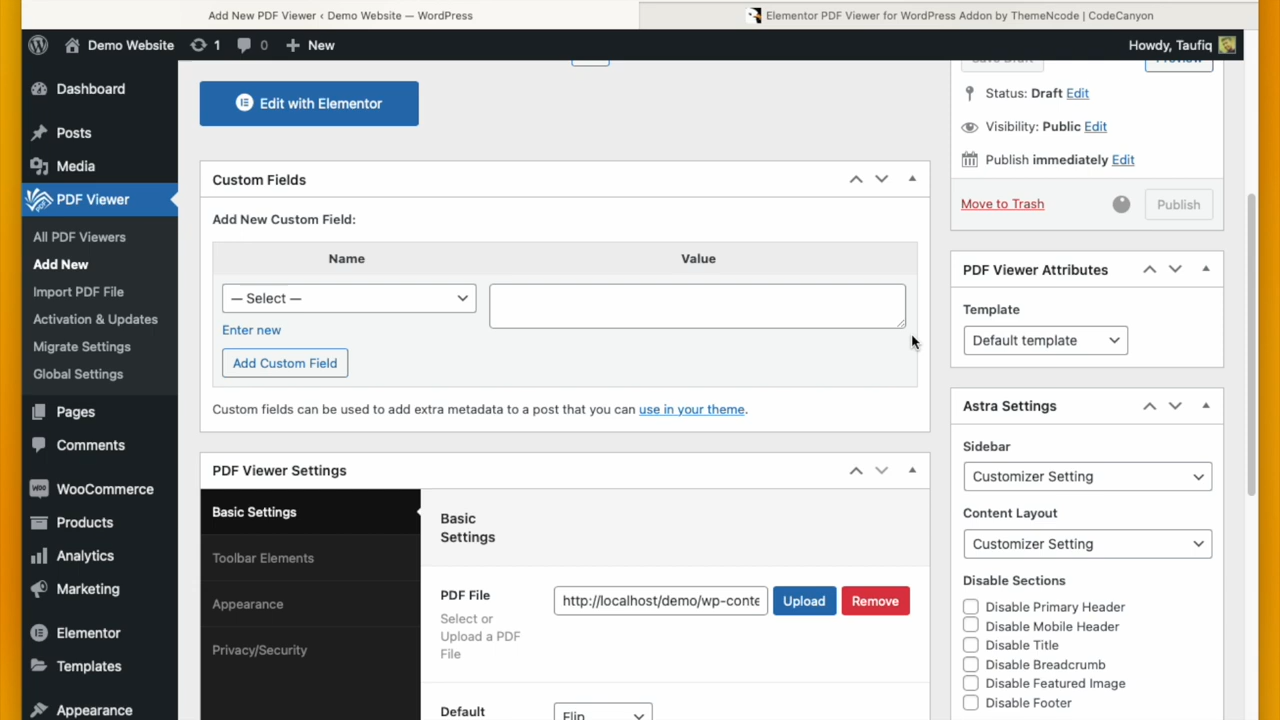 Add New PDF Viewer ‹ Demo Website — WordPress
Elementor PDF Viewer for WordPress Addon by ThemeNcode | CodeCanyon
Demo Website
1
0
New
Howdy, Taufiq
Dashboard
Posts
Media
PDF Viewer
All PDF Viewers
Add New
Import PDF File
Activation & Updates
Migrate Settings
Global Settings
Pages
Comments
WooCommerce
Products
Analytics
Marketing
Elementor
Templates
Appearance
Edit with Elementor
Custom Fields
Add New Custom Field:
Name Value
— Select —
Enter new
Add Custom Field
Custom fields can be used to add extra metadata to a post that you can use in your theme.
PDF Viewer Settings
Basic Settings
Toolbar Elements
Appearance
Privacy/Security
Basic
Settings
PDF File
Select or
Upload a PDF
File
http://localhost/demo/wp-conte
Upload
Remove
Default
Flip
Save Draft
Preview
Status: Draft Edit
Visibility: Public Edit
Publish immediately Edit
Move to Trash
Publish
PDF Viewer Attributes
Template
Default template
Astra Settings
Sidebar
Customizer Setting
Content Layout
Customizer Setting
Disable Sections
Disable Primary Header
Disable Mobile Header
Disable Title
Disable Breadcrumb
Disable Featured Image
Disable Footer